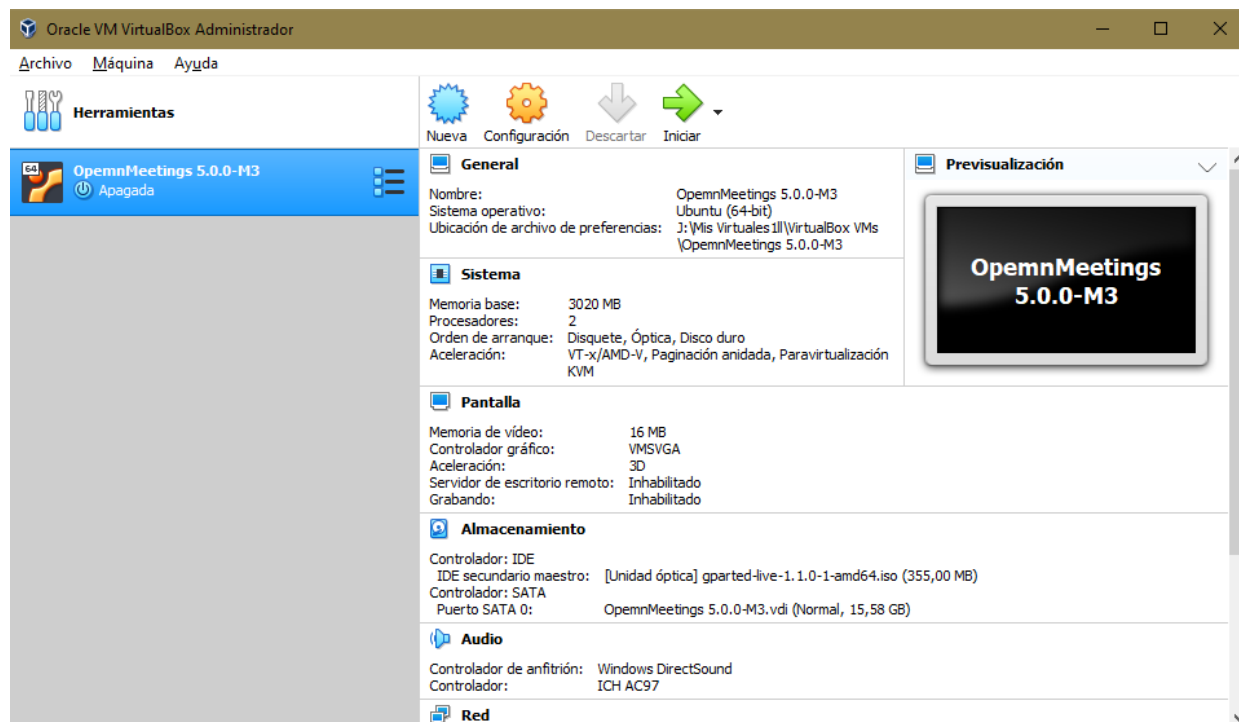 Oracle VM VirtualBox Administrador
Archivo Máquina Ayuda
Herramientas
Nueva Configuración Descartar Iniciar
64
OpemnMeetings 5.0.0-M3
Apagada
General
Nombre: OpemnMeetings 5.0.0-M3
Sistema operativo: Ubuntu (64-bit)
Ubicación de archivo de preferencias: J:\Mis Virtuales1ll\VirtualBox VMs
\OpemnMeetings 5.0.0-M3
Previsualización
OpemnMeetings
5.0.0-M3
Sistema
Memoria base: 3020 MB
Procesadores: 2
Orden de arranque: Disquete, Óptica, Disco duro
Aceleración: VT-x/AMD-V, Paginación anidada, Paravirtualización
KVM
Pantalla
Memoria de vídeo: 16 MB
Controlador gráfico: VMSVGA
Aceleración: 3D
Servidor de escritorio remoto: Inhabilitado
Grabando: Inhabilitado
Almacenamiento
Controlador: IDE
IDE secundario maestro: [Unidad óptica] gparted-live-1.1.0-1-amd64.iso (355,00 MB)
Controlador: SATA
Puerto SATA 0: OpemnMeetings 5.0.0-M3.vdi (Normal, 15,58 GB)
Audio
Controlador de anfitrión: Windows DirectSound
Controlador: ICH AC97
Red